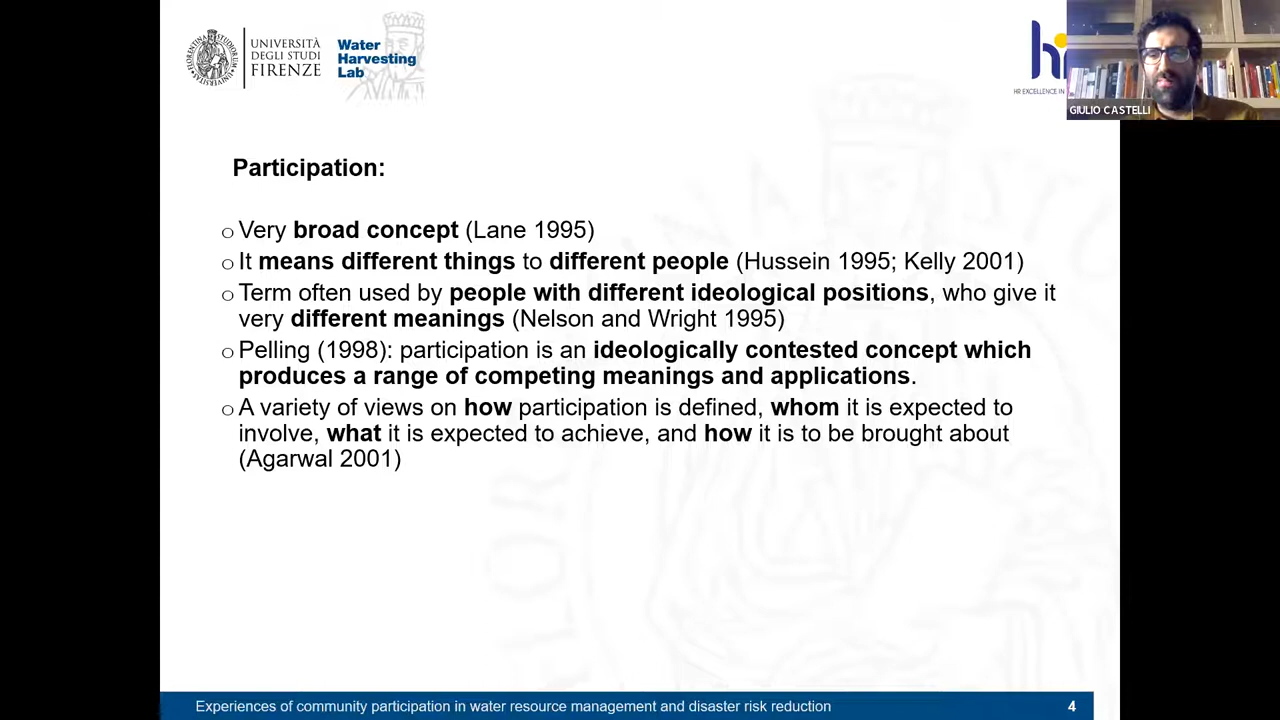 UNIVERSITÀ
DEGLI STUDI
FIRENZE
Water
Harvesting
Lab
HR EXCELLENCE IN
GIULIO CASTELLI
Participation:
Very broad concept (Lane 1995)
It means different things to different people (Hussein 1995; Kelly 2001)
Term often used by people with different ideological positions, who give it
very different meanings (Nelson and Wright 1995)
Pelling (1998): participation is an ideologically contested concept which
produces a range of competing meanings and applications.
A variety of views on how participation is defined, whom it is expected to
involve, what it is expected to achieve, and how it is to be brought about
(Agarwal 2001)
Experiences of community participation in water resource management and disaster risk reduction
4